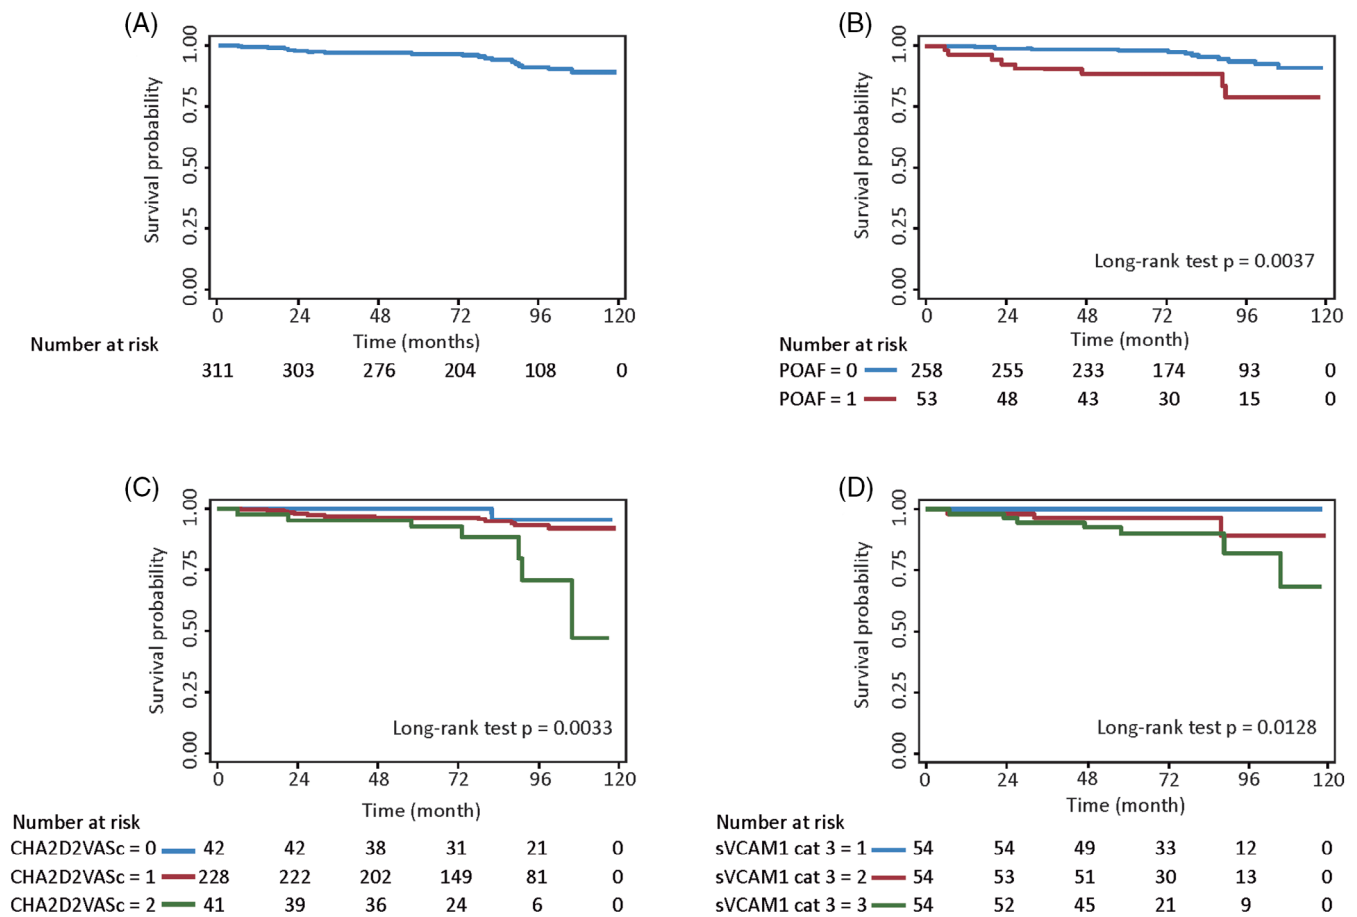 (A)
Survival probability
1.00
0.75
0.50
0.25
0.00
0 24 48 72 96 120
Time (months)
Number at risk
311 303 276 204 108 0
(B)
Survival probability
1.00
0.75
0.50
0.25
0.00
Long-rank test p = 0.0037
0 24 48 72 96 120
Time (month)
Number at risk
POAF = 0 258 255 233 174 93 0
POAF = 1 53 48 43 30 15 0
(C)
Survival probability
1.00
0.75
0.50
0.25
0.00
Long-rank test p = 0.0033
0 24 48 72 96 120
Time (month)
Number at risk
CHA2D2VASc = 0 42 42 38 31 21 0
CHA2D2VASc = 1 228 222 202 149 81 0
CHA2D2VASc = 2 41 39 36 24 6 0
(D)
Survival probability
1.00
0.75
0.50
0.25
0.00
Long-rank test p = 0.0128
0 24 48 72 96 120
Time (month)
Number at risk
sVCAM1 cat 3 = 1 54 54 49 33 12 0
sVCAM1 cat 3 = 2 54 53 51 30 13 0
sVCAM1 cat 3 = 3 54 52 45 21 9 0